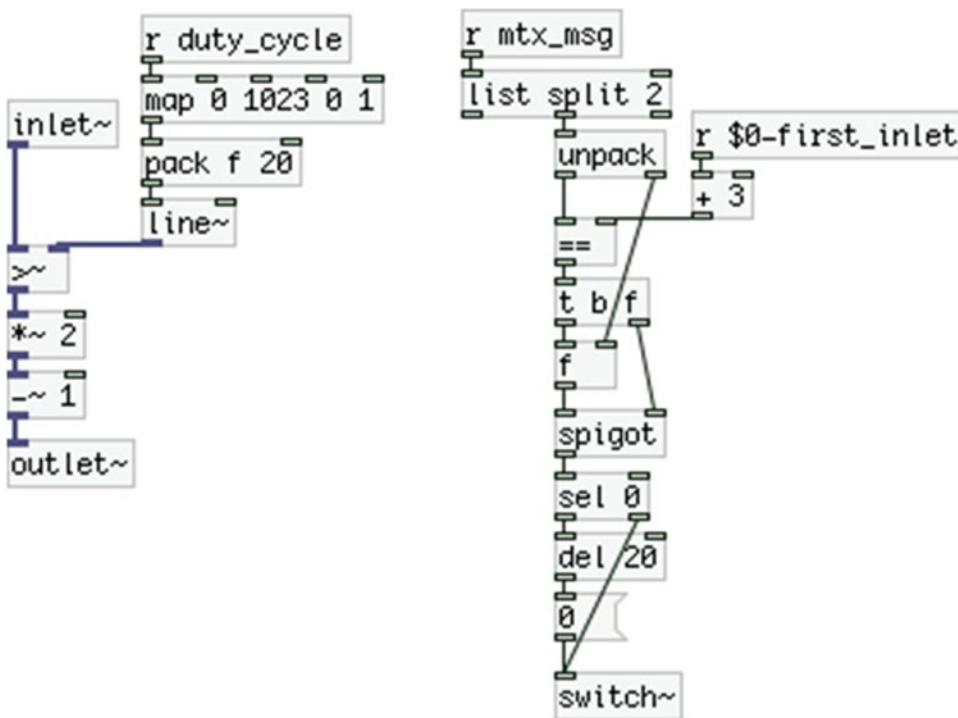 r duty_cycle
map 0 1023 0 1
inlet~
pack f 20
line~
>~
*~ 2
-~ 1
outlet~
r mtx_msg
list split 2
unpack
r $0-first_inlet
+ 3
==
t b f
f
spigot
sel 0
del 20
0
switch~